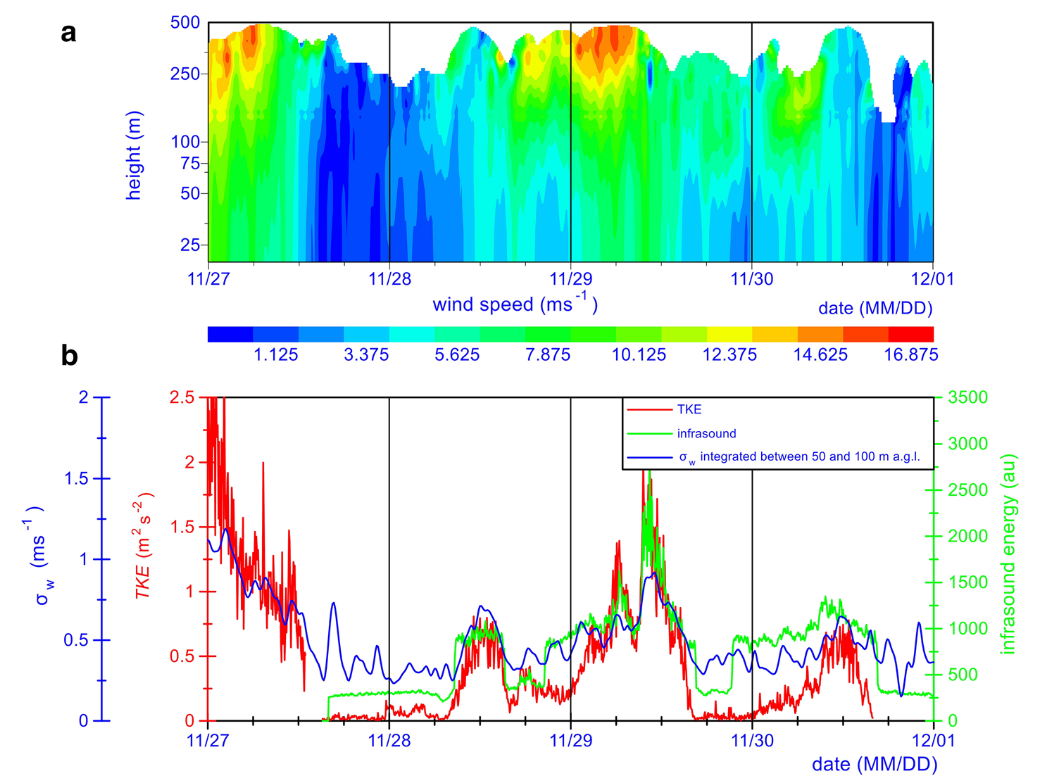 a
500
250
100
75
50
25
height (m)
11/27 11/28 11/29 11/30 12/01
wind speed (ms⁻¹)
date (MM/DD)
1.125 3.375 5.625 7.875 10.125 12.375 14.625 16.875
b
2
1.5
1
0.5
0
σw (ms⁻¹)
2.5
2
1.5
1
0.5
0
TKE (m² s⁻²)
TKE
infrasound
σw integrated between 50 and 100 m a.g.l.
3500
3000
2500
2000
1500
1000
500
0
infrasound energy (au)
11/27 11/28 11/29 11/30 12/01
date (MM/DD)